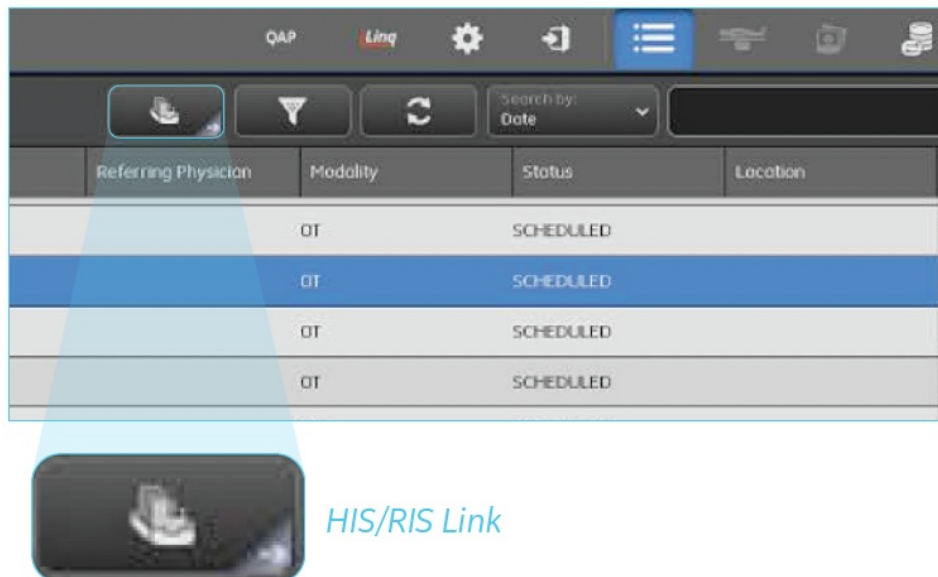 QAP Linq
Search by:
Date
Referring Physician Modality Status Location
OT SCHEDULED
OT SCHEDULED
OT SCHEDULED
OT SCHEDULED
HIS/RIS Link